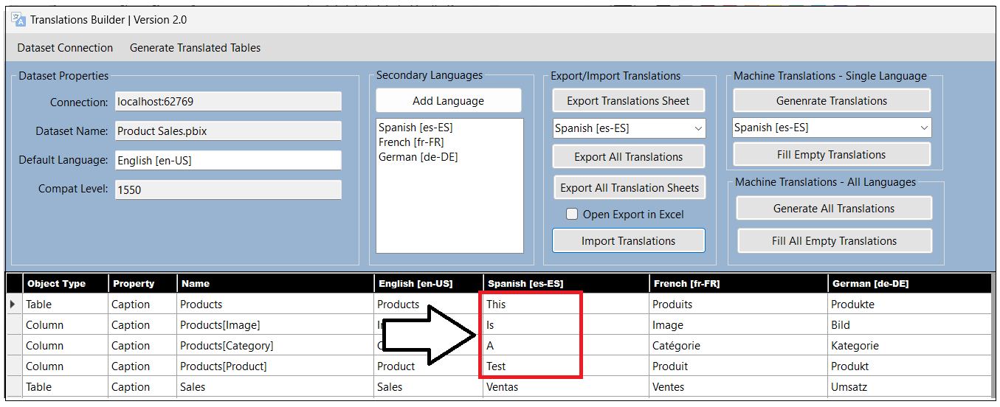 Translations Builder | Version 2.0
Dataset Connection Generate Translated Tables
Dataset Properties
Connection: localhost:62769
Dataset Name: Product Sales.pbix
Default Language: English [en-US]
Compat Level: 1550
Secondary Languages
Add Language
Spanish [es-ES]
French [fr-FR]
German [de-DE]
Export/Import Translations
Export Translations Sheet
Spanish [es-ES]
Export All Translations
Export All Translation Sheets
Open Export in Excel
Import Translations
Machine Translations - Single Language
Genenrate Translations
Spanish [es-ES]
Fill Empty Translations
Machine Translations - All Languages
Generate All Translations
Fill All Empty Translations
Object Type Property Name English [en-US] Spanish [es-ES] French [fr-FR] German [de-DE]
Table Caption Products Products This Produits Produkte
Column Caption Products[Image] Is Image Bild
Column Caption Products[Category] A Catégorie Kategorie
Column Caption Products[Product] Product Test Produit Produkt
Table Caption Sales Sales Ventas Ventes Umsatz